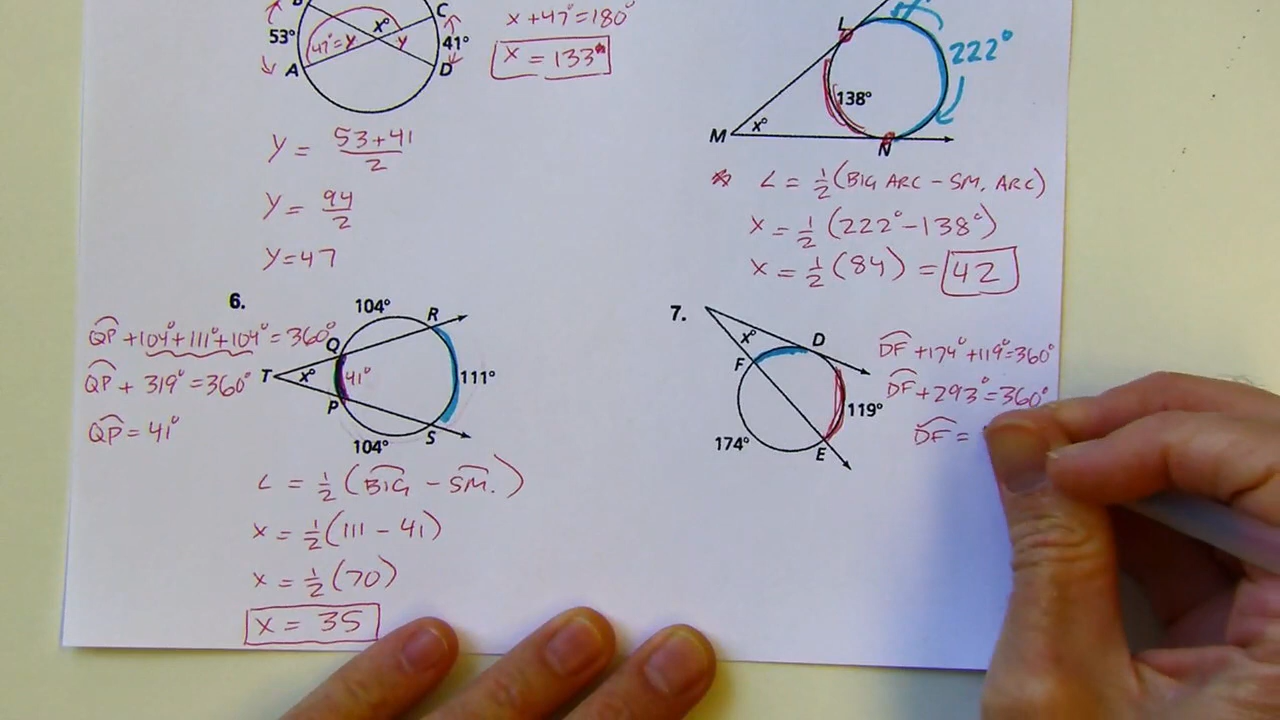 B
C
53°
47° = y
x°
y
41°
A
D
x + 47° = 180°
x = 133°
y = 53+41 / 2
y = 94 / 2
y = 47
L
222°
138°
M
x°
N
* ∠ = 1/2 (BIG ARC - SM. ARC)
x = 1/2 (222° - 138°)
x = 1/2 (84) = 42
6.
104°
R
QP + 104° + 111° + 104° = 360°
Q
QP + 319° = 360°
T
x°
41°
111°
P
QP = 41°
104°
S
∠ = 1/2 (BIG - SM.)
x = 1/2 (111 - 41)
x = 1/2 (70)
x = 35
7.
x°
D
F
DF + 174° + 119° = 360°
DF + 293° = 360°
119°
DF =
174°
E